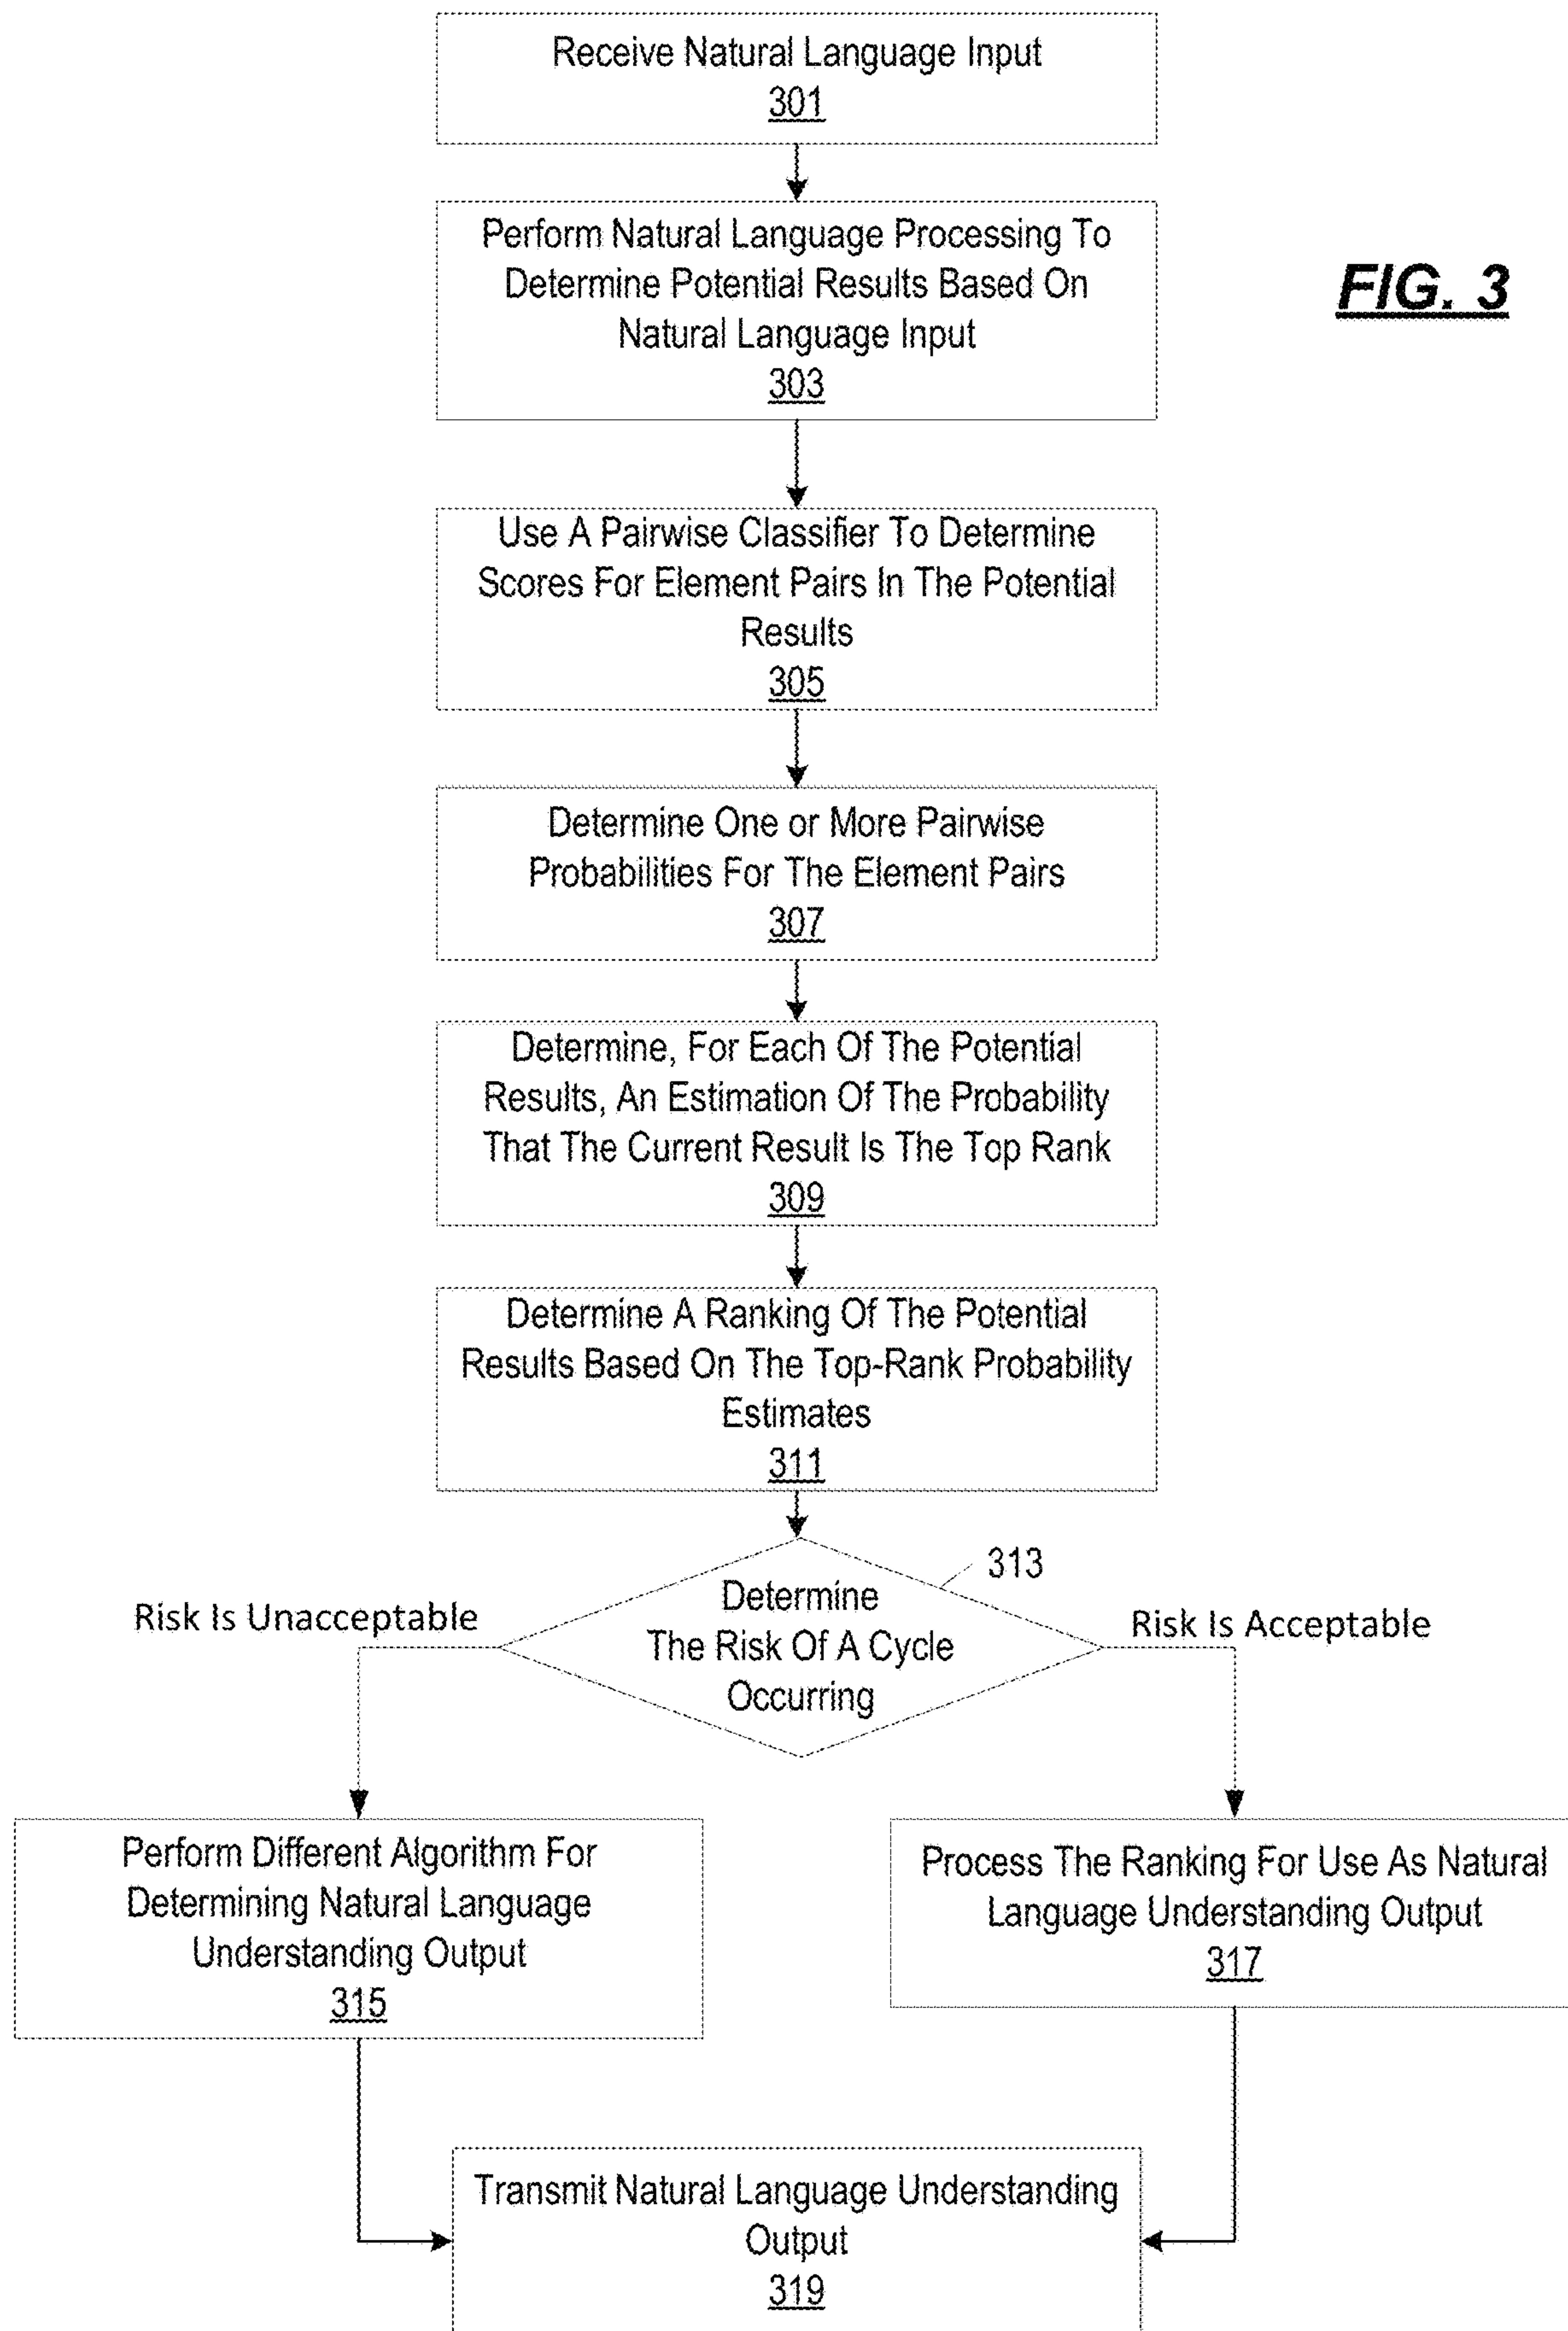 Receive Natural Language Input
301
Perform Natural Language Processing To
Determine Potential Results Based On
Natural Language Input
303
FIG. 3
Use A Pairwise Classifier To Determine
Scores For Element Pairs In The Potential
Results
305
Determine One or More Pairwise
Probabilities For The Element Pairs
307
Determine, For Each Of The Potential
Results, An Estimation Of The Probability
That The Current Result Is The Top Rank
309
Determine A Ranking Of The Potential
Results Based On The Top-Rank Probability
Estimates
311
313
Determine
The Risk Of A Cycle
Occurring
Risk Is Unacceptable
Risk Is Acceptable
Perform Different Algorithm For
Determining Natural Language
Understanding Output
315
Process The Ranking For Use As Natural
Language Understanding Output
317
Transmit Natural Language Understanding
Output
319